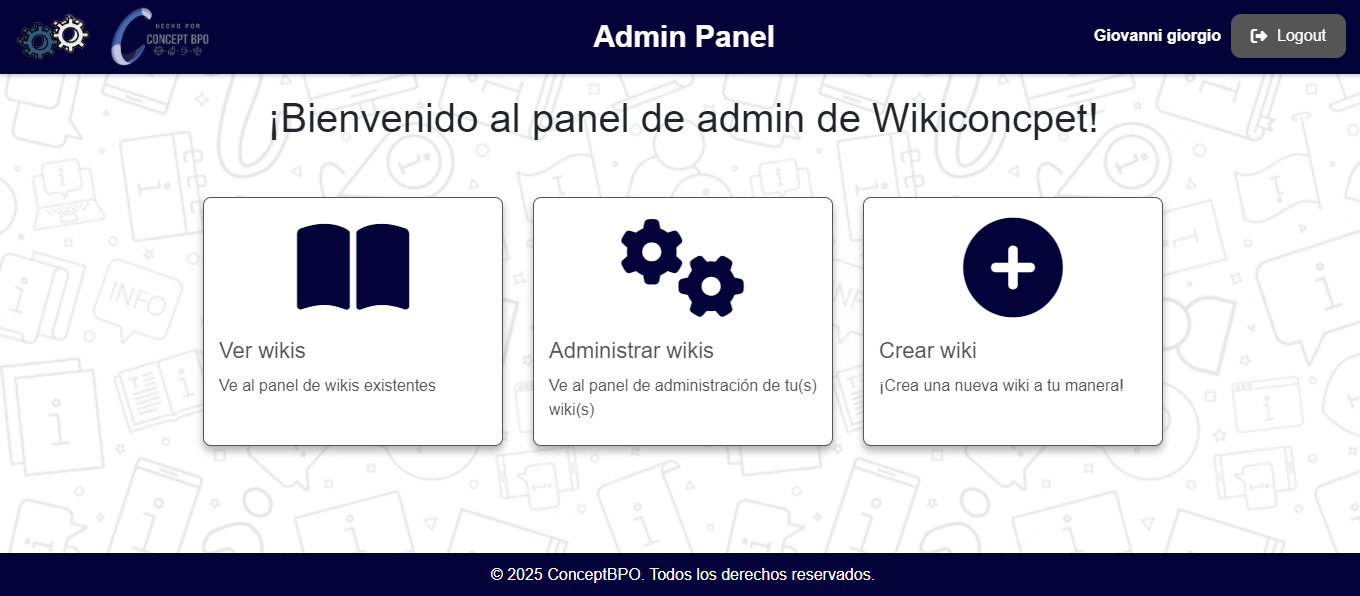 HECHO POR
CONCEPT BPO
Admin Panel
Giovanni giorgio
Logout
¡Bienvenido al panel de admin de Wikiconcpet!
Ver wikis
Ve al panel de wikis existentes
Administrar wikis
Ve al panel de administración de tu(s)
wiki(s)
Crear wiki
¡Crea una nueva wiki a tu manera!
INFO
© 2025 ConceptBPO. Todos los derechos reservados.